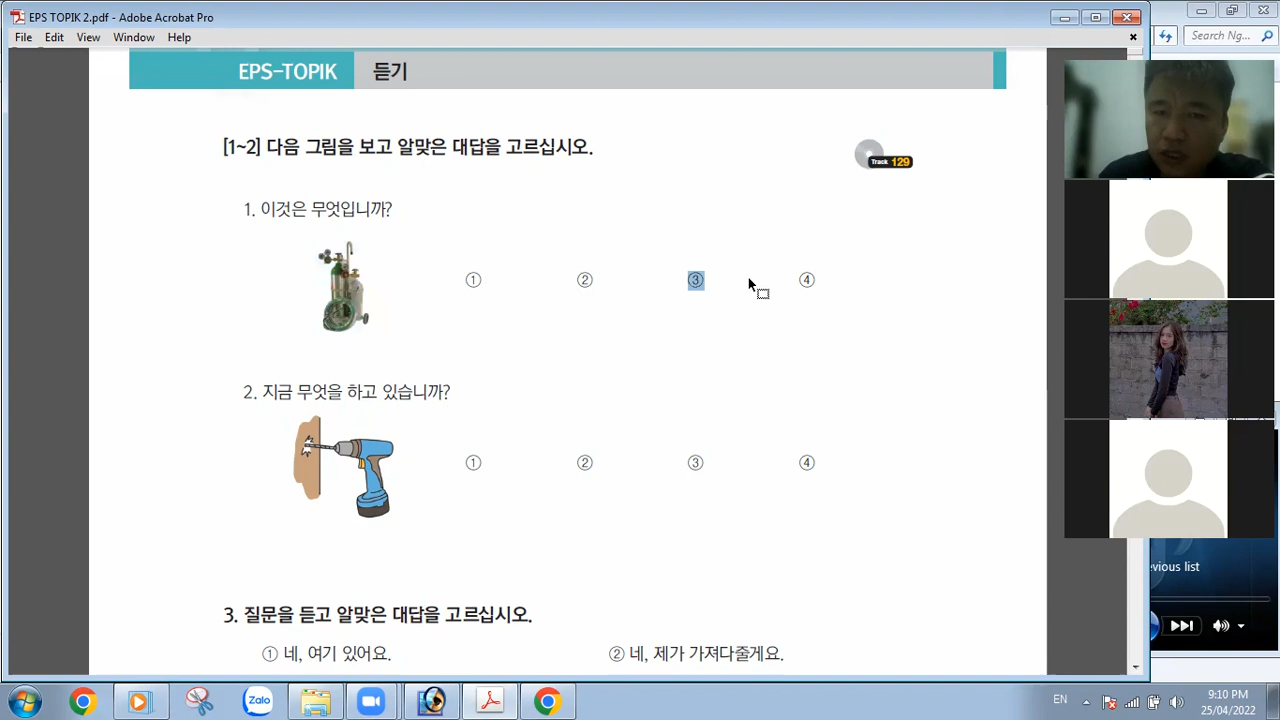 EPS TOPIK 2.pdf - Adobe Acrobat Pro
File Edit View Window Help
Search Ng...
EPS-TOPIK 듣기
[1~2] 다음 그림을 보고 알맞은 대답을 고르십시오.
Track 129
1. 이것은 무엇입니까?
① ② ③ ④
2. 지금 무엇을 하고 있습니까?
① ② ③ ④
3. 질문을 듣고 알맞은 대답을 고르십시오.
① 네, 여기 있어요. ② 네, 제가 가져다줄게요.
evious list
Zalo
EN
9:10 PM
25/04/2022